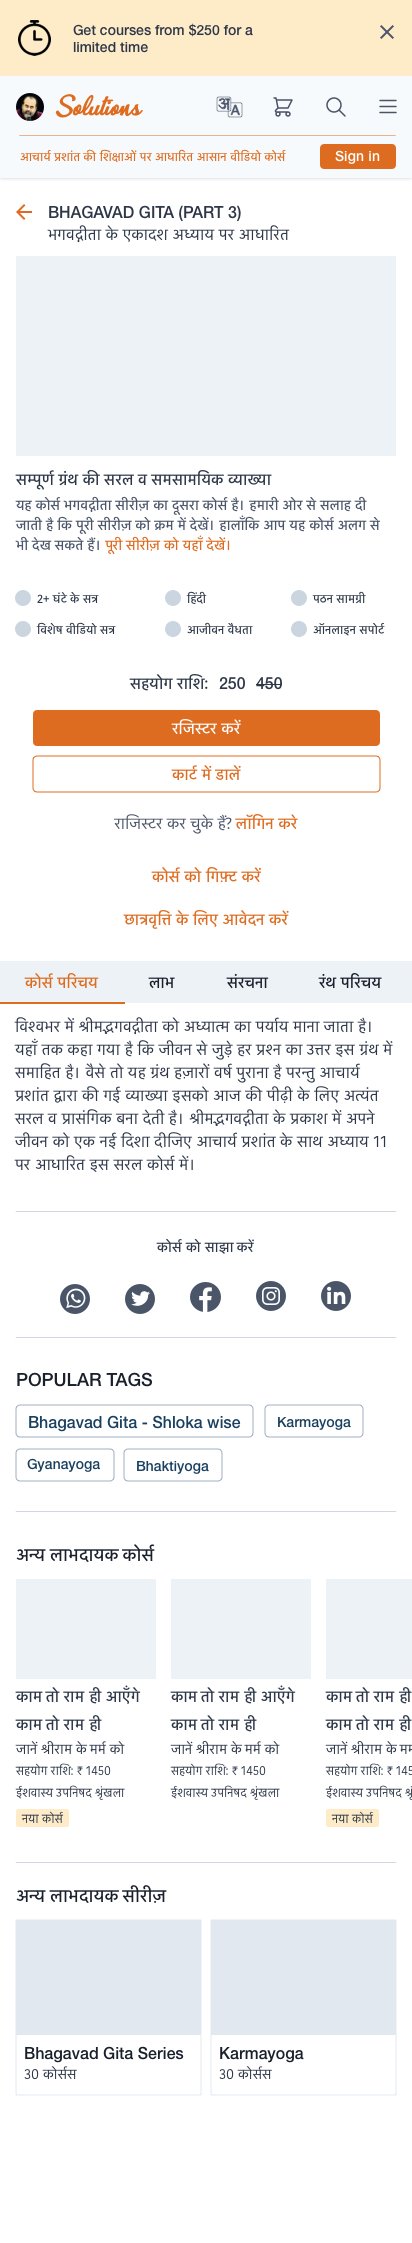 Get courses from $250 for a
limited time
Solutions
अ A
आचार्य प्रशांत की शिक्षाओं पर आधारित आसान वीडियो कोर्स
Sign in
BHAGAVAD GITA (PART 3)
भगवद्गीता के एकादश अध्याय पर आधारित
सम्पूर्ण ग्रंथ की सरल व समसामयिक व्याख्या
यह कोर्स भगवद्गीता सीरीज़ का दूसरा कोर्स है। हमारी ओर से सलाह दी
जाती है कि पूरी सीरीज़ को क्रम में देखें। हालाँकि आप यह कोर्स अलग से
भी देख सकते हैं। पूरी सीरीज़ को यहाँ देखें।
2+ घंटे के सत्र
हिंदी
पठन सामग्री
विशेष वीडियो सत्र
आजीवन वैधता
ऑनलाइन सपोर्ट
सहयोग राशि: 250 450
रजिस्टर करें
कार्ट में डालें
राजिस्टर कर चुके हैं? लॉगिन करे
कोर्स को गिफ़्ट करें
छात्रवृत्ति के लिए आवेदन करें
कोर्स परिचय
लाभ
संरचना
रंथ परिचय
विश्वभर में श्रीमद्भगवद्गीता को अध्यात्म का पर्याय माना जाता है।
यहाँ तक कहा गया है कि जीवन से जुड़े हर प्रश्न का उत्तर इस ग्रंथ में
समाहित है। वैसे तो यह ग्रंथ हज़ारों वर्ष पुराना है परन्तु आचार्य
प्रशांत द्वारा की गई व्याख्या इसको आज की पीढ़ी के लिए अत्यंत
सरल व प्रासंगिक बना देती है। श्रीमद्भगवद्गीता के प्रकाश में अपने
जीवन को एक नई दिशा दीजिए आचार्य प्रशांत के साथ अध्याय 11
पर आधारित इस सरल कोर्स में।
कोर्स को साझा करें
POPULAR TAGS
Bhagavad Gita - Shloka wise
Karmayoga
Gyanayoga
Bhaktiyoga
अन्य लाभदायक कोर्स
काम तो राम ही आएँगे
काम तो राम ही
जानें श्रीराम के मर्म को
सहयोग राशि: ₹ 1450
ईशवास्य उपनिषद श्रृंखला
नया कोर्स
काम तो राम ही आएँगे
काम तो राम ही
जानें श्रीराम के मर्म को
सहयोग राशि: ₹ 1450
ईशवास्य उपनिषद श्रृंखला
काम तो राम ही
काम तो राम ही
जानें श्रीराम के
सहयोग राशि: ₹
ईशवास्य उपनिषद
नया कोर्स
अन्य लाभदायक सीरीज़
Bhagavad Gita Series
30 कोर्सस
Karmayoga
30 कोर्सस